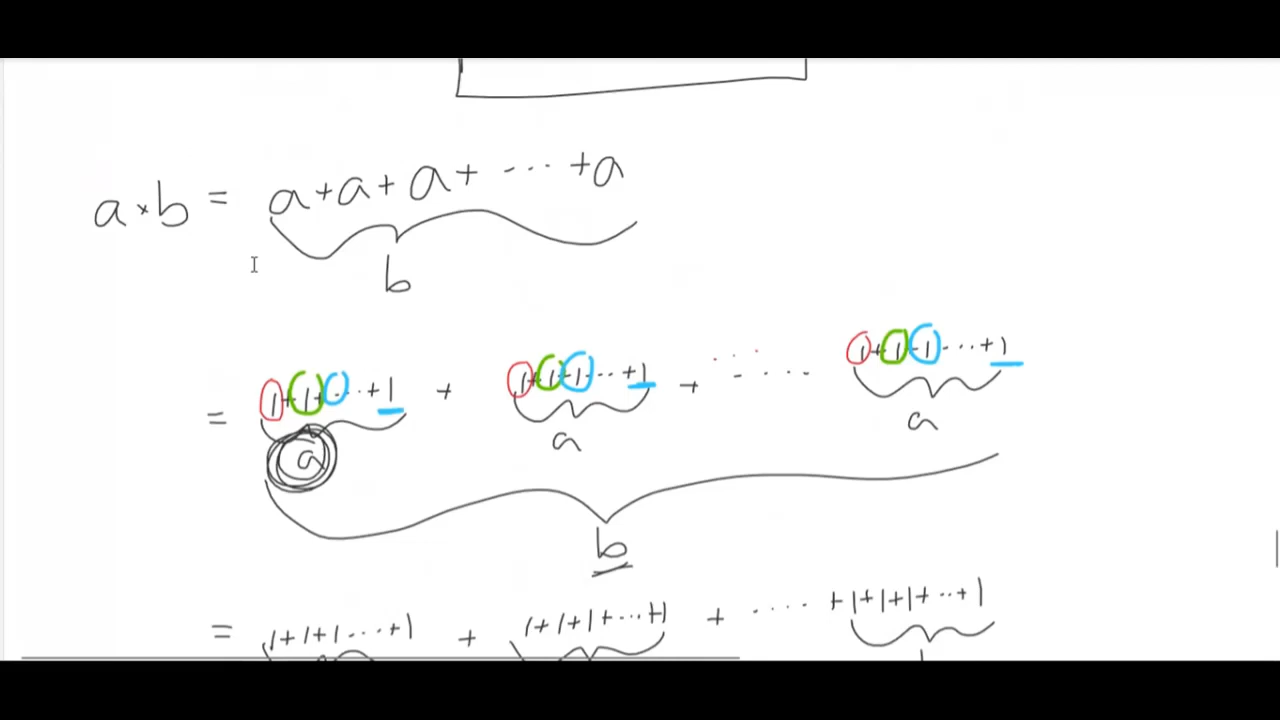 a × b = a + a + a + ... + a
b
= 1 + 1 + ... + 1 + 1 + 1 + 1 ... + 1 + ..... 1 + 1 + 1 ... + 1
a a a
b
= 1 + 1 + 1 ... + 1 + 1 + 1 + 1 + ... + 1 + .... + 1 + 1 + 1 + ... + 1